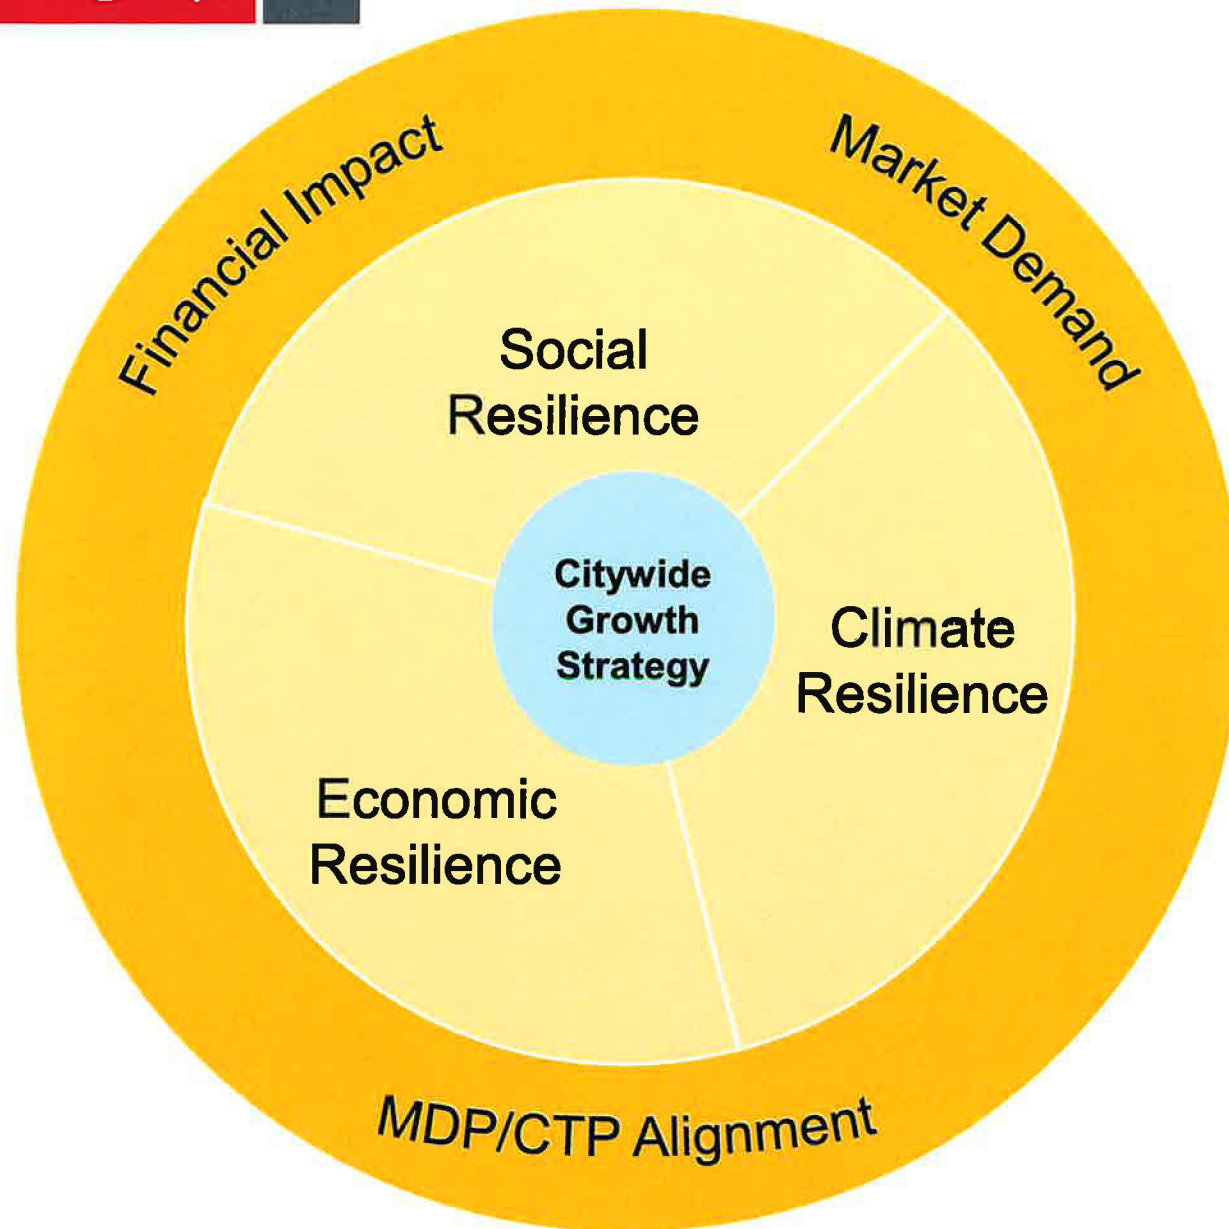 Financial Impact
Market Demand
Social
Resilience
Citywide
Growth
Strategy
Climate
Resilience
Economic
Resilience
MDP/CTP Alignment